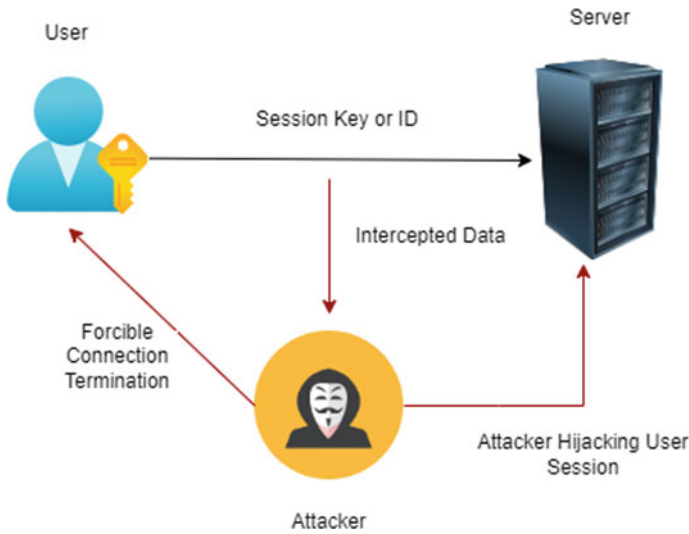 User
Server
Session Key or ID
Intercepted Data
Forcible
Connection
Termination
Attacker Hijacking User
Session
Attacker